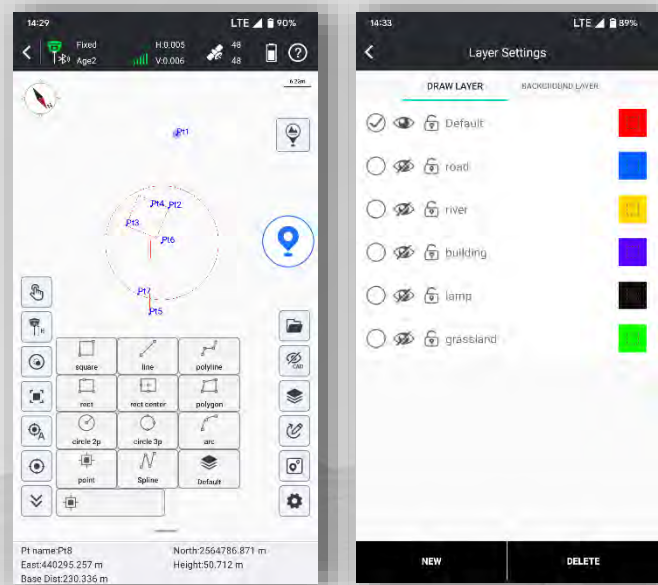 14:29
LTE 90%
Fixed
H:0.005
48
Age2
V:0.006
48
6.22m
Pt1
Pt4
Pt2
Pt3
Pt6
Pt7
Pt5
H
CAD
A
square
line
polyline
rect
rect center
polygon
circle 2p
circle 3p
arc
point
Spline
Default
Pt name:Pt8
North:2564786.871 m
East:440295.257 m
Height:50.712 m
Base Dist:230.336 m
14:33
LTE 89%
Layer Settings
DRAW LAYER
BACKGROUND LAYER
Default
road
river
building
lamp
grassland
NEW
DELETE